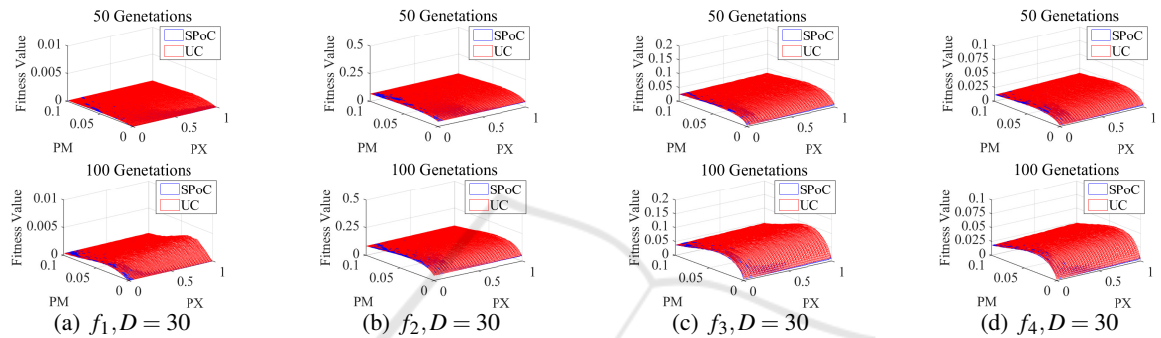 50 Genetations
SPoC
UC
Fitness Value
0.01
0.005
0
0.1
0.05
0
PM
0
0.5
1
PX
50 Genetations
SPoC
UC
Fitness Value
0.5
0.25
0
0.1
0.05
0
PM
0
0.5
1
PX
50 Genetations
SPoC
UC
Fitness Value
0.2
0.15
0.1
0.05
0
0.1
0.05
0
PM
0
0.5
1
PX
50 Genetations
SPoC
UC
Fitness Value
0.1
0.075
0.05
0.025
0
0.1
0.05
0
PM
0
0.5
1
PX
100 Genetations
SPoC
UC
Fitness Value
0.01
0.005
0
0.1
0.05
0
PM
0
0.5
1
PX
100 Genetations
SPoC
UC
Fitness Value
0.5
0.25
0
0.1
0.05
0
PM
0
0.5
1
PX
100 Genetations
SPoC
UC
Fitness Value
0.2
0.15
0.1
0.05
0
0.1
0.05
0
PM
0
0.5
1
PX
100 Genetations
SPoC
UC
Fitness Value
0.1
0.075
0.05
0.025
0
0.1
0.05
0
PM
0
0.5
1
PX
(a) f1, D = 30
(b) f2, D = 30
(c) f3, D = 30
(d) f4, D = 30